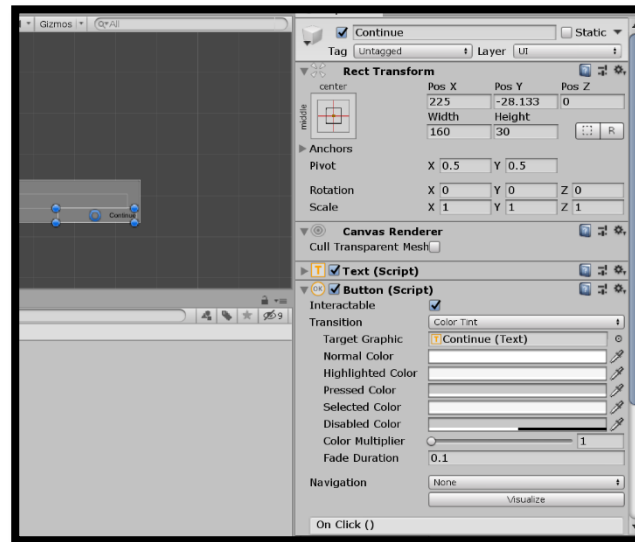 Gizmos
All
Continue
9
Continue
Static
Tag Untagged Layer UI
Rect Transform
center
middle
Pos X Pos Y Pos Z
225 -28.133 0
Width Height
160 30
R
Anchors
Pivot X 0.5 Y 0.5
Rotation X 0 Y 0 Z 0
Scale X 1 Y 1 Z 1
Canvas Renderer
Cull Transparent Mesh
T Text (Script)
OK Button (Script)
Interactable
Transition Color Tint
Target Graphic T Continue (Text)
Normal Color
Highlighted Color
Pressed Color
Selected Color
Disabled Color
Color Multiplier 1
Fade Duration 0.1
Navigation None
Visualize
On Click ()